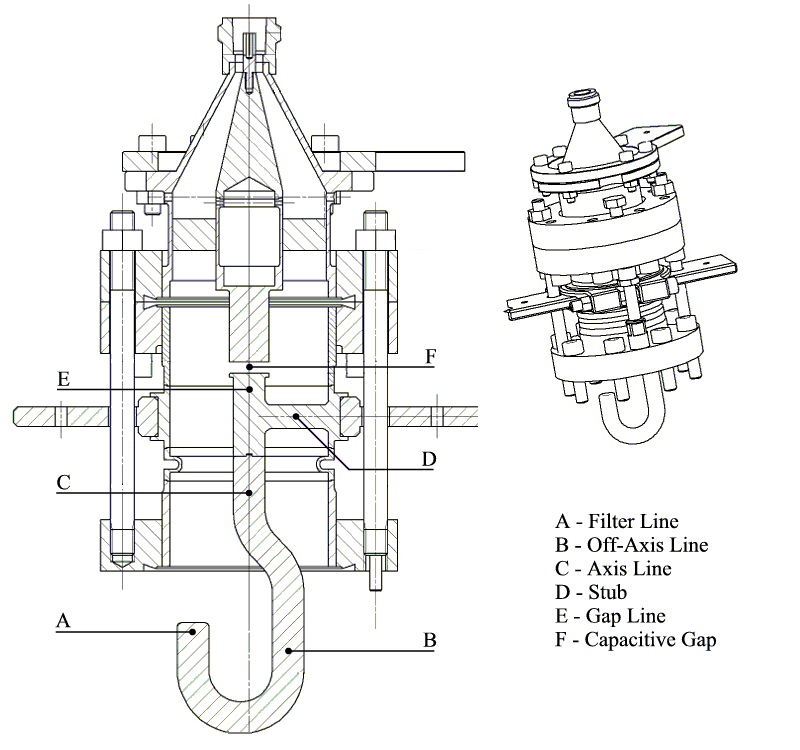 F
E
D
C
A
B
A - Filter Line
B - Off-Axis Line
C - Axis Line
D - Stub
E - Gap Line
F - Capacitive Gap